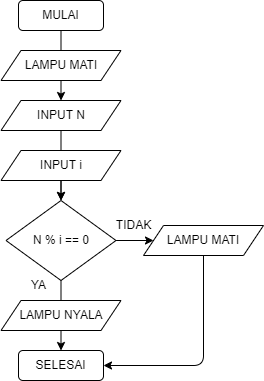 MULAI
LAMPU MATI
INPUT N
INPUT i
N % i == 0
TIDAK
LAMPU MATI
YA
LAMPU NYALA
SELESAI